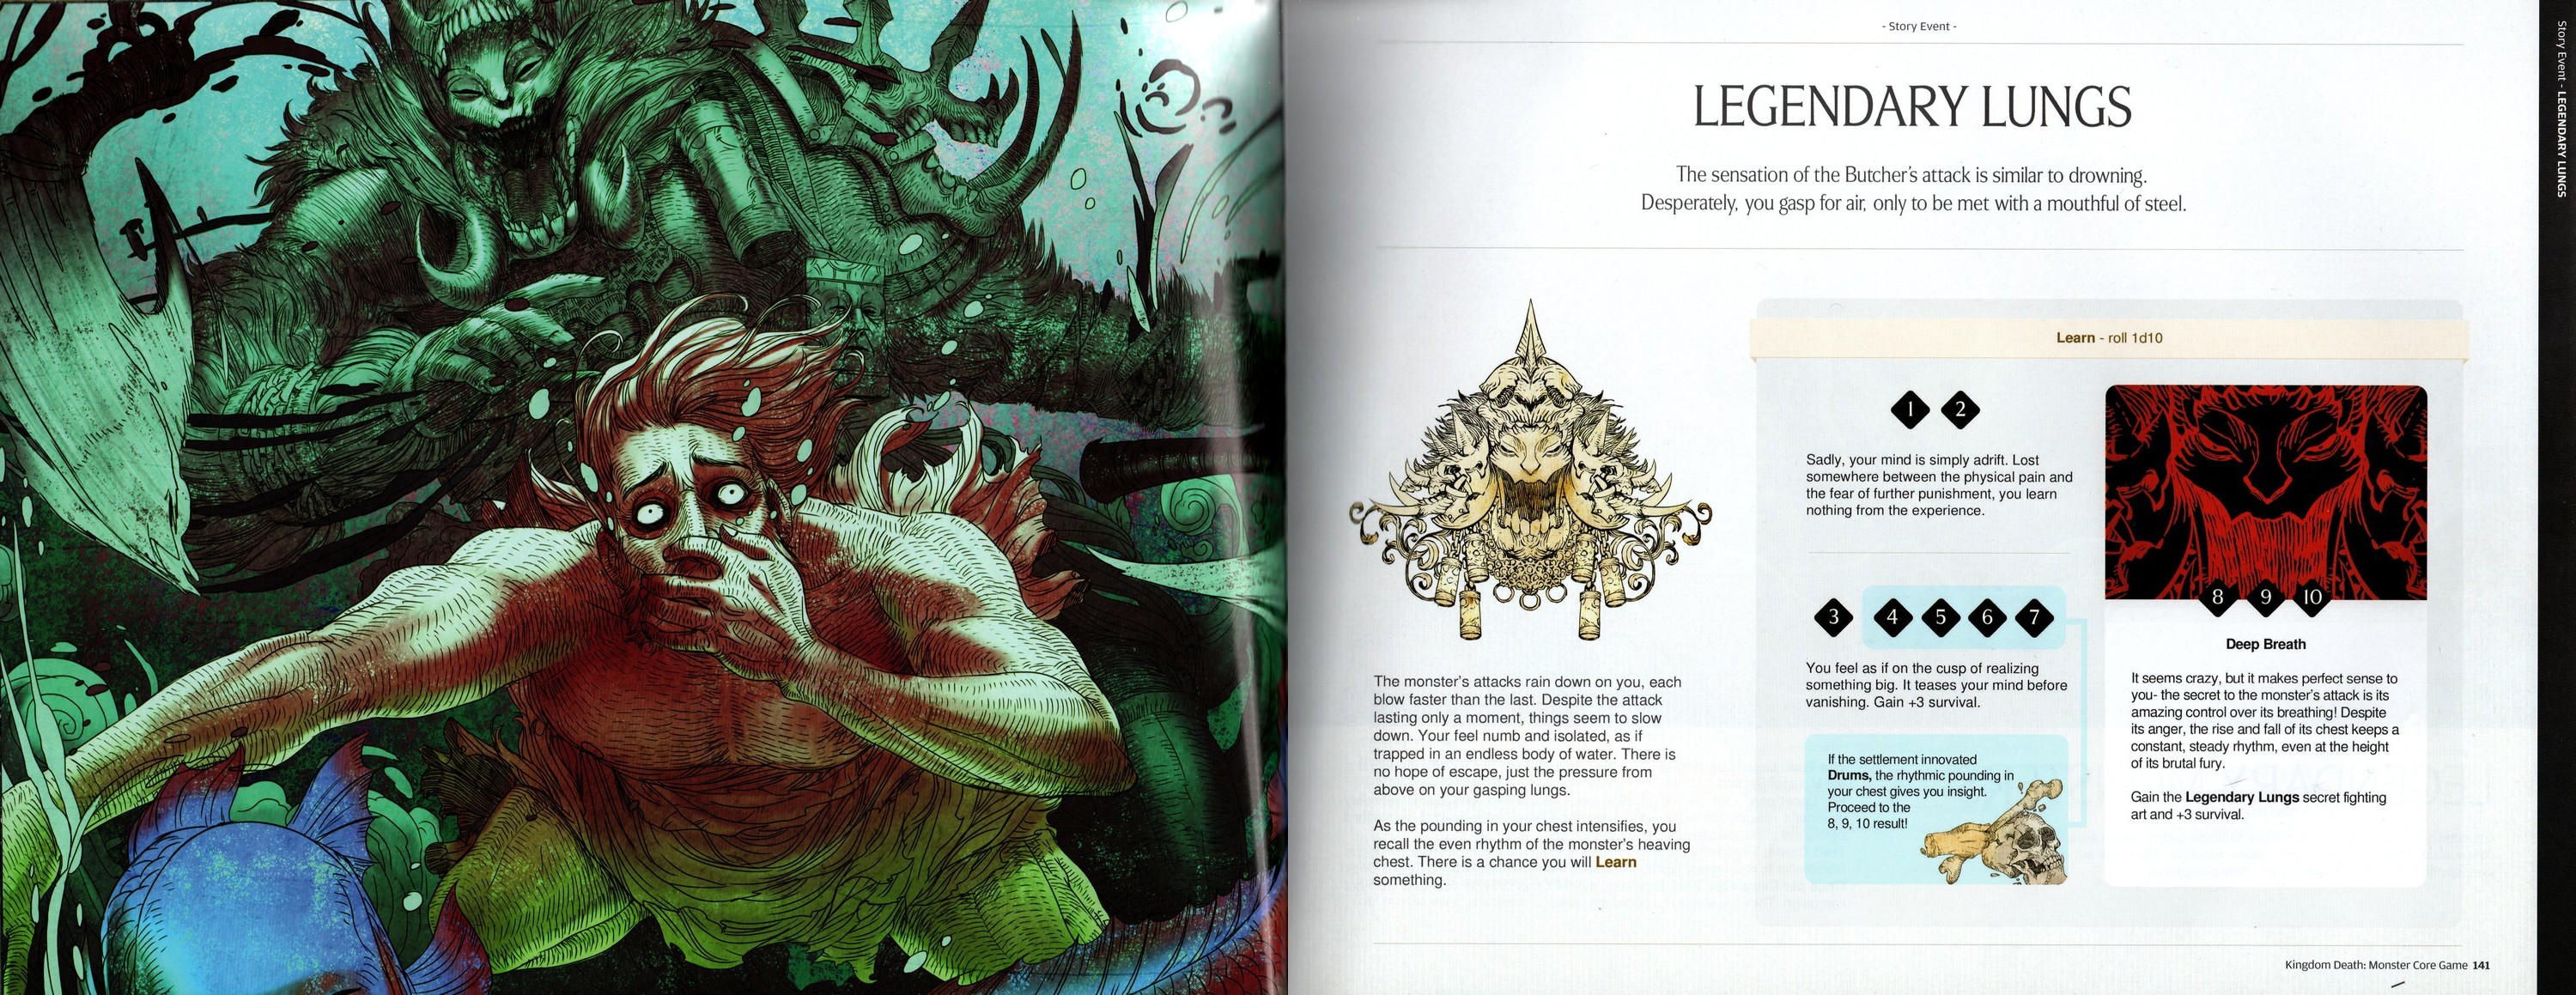 - Story Event -
LEGENDARY LUNGS
The sensation of the Butcher's attack is similar to drowning.
Desperately, you gasp for air, only to be met with a mouthful of steel.
The monster's attacks rain down on you, each
blow faster than the last. Despite the attack
lasting only a moment, things seem to slow
down. Your feel numb and isolated, as if
trapped in an endless body of water. There is
no hope of escape, just the pressure from
above on your gasping lungs.
As the pounding in your chest intensifies, you
recall the even rhythm of the monster's heaving
chest. There is a chance you will Learn
something.
Learn - roll 1d10
1 2
Sadly, your mind is simply adrift. Lost
somewhere between the physical pain and
the fear of further punishment, you learn
nothing from the experience.
3 4 5 6 7
You feel as if on the cusp of realizing
something big. It teases your mind before
vanishing. Gain +3 survival.
If the settlement innovated
Drums, the rhythmic pounding in
your chest gives you insight.
Proceed to the
8, 9, 10 result!
8 9 10
Deep Breath
It seems crazy, but it makes perfect sense to
you- the secret to the monster's attack is its
amazing control over its breathing! Despite
its anger, the rise and fall of its chest keeps a
constant, steady rhythm, even at the height
of its brutal fury.
Gain the Legendary Lungs secret fighting
art and +3 survival.
Kingdom Death: Monster Core Game 141
Story Event - LEGENDARY LUNGS